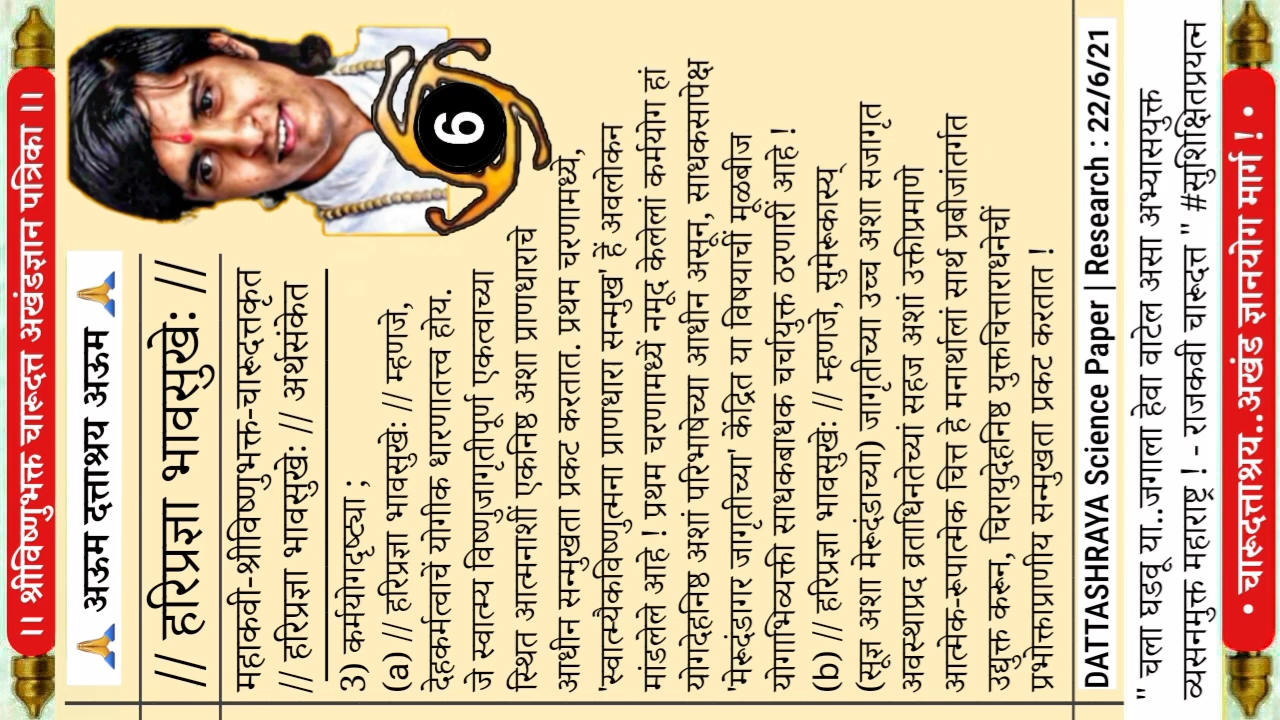 ।। श्रीविष्णुभक्त चारूदत्त अखंडज्ञान पत्रिका ।।
🙏 अऊम दत्ताश्रय अऊम 🙏
// हरिप्रज्ञा भावसुखेः //
महाकवी-श्रीविष्णुभक्त-चारूदत्तकृत
// हरिप्रज्ञा भावसुखेः // अर्थसंकेत
6
3) कर्मयोगदृष्ट्या ;
(a) // हरिप्रज्ञा भावसुखेः // म्हणजे,
देहकर्मत्वाचें यौगीक धारणातत्त्व होय.
जें स्वात्म्य विष्णुजागृतीपूर्ण एकत्वाच्या
स्थित आत्मनाशीं एकनिष्ठ अशा प्राणधाराचें
आधीन सन्मुखता प्रकट करतात. प्रथम चरणामध्ये,
'स्वात्म्यैकविष्णुत्मना प्राणधारा सन्मुख' हें अवलोकन
मांडलेले आहे ! प्रथम चरणामध्यें नमूद केलेलां कर्मयोग हां
योगदेहनिष्ठ अशां परिभाषेच्या आधीन असून, साधकसापेक्ष
'मेरूदंडागर जागृतीच्या' केंद्रित या विषयाचीं मूळबीज
योगाभिव्यक्ती साधकबाधक चर्चायुक्त ठरणारीं आहे !
(b) // हरिप्रज्ञा भावसुखेः // म्हणजे, सुमेरूकास्य्
(सूज्ञ अशा मेरूदंडाच्या) जागृतीच्या उच्च अशा सजागृत
अवस्थाप्रद व्रताधिनतेच्यां सहज अशां उक्तीप्रमाणे
आत्मिक-रूपात्मिक चित्त हे मनार्थालां सार्थ प्रबीजांतर्गत
उद्युक्त करून, चिरायुदेहनिष्ठ युक्तचित्ताराधनेचीं
प्रभोक्ताप्राणीय सन्मुखता प्रकट करतात !
DATTASHRAYA Science Paper | Research : 22/6/21
" चला घडवू या..जगाला हेवा वाटेल असा अभ्यासयुक्त
व्यसनमुक्त महाराष्ट्र ! - राजकवी चारूदत्त " #सुशिक्षितप्रयत्न
• चारूदत्ताश्रय..अखंड ज्ञानयोग मार्ग ! •